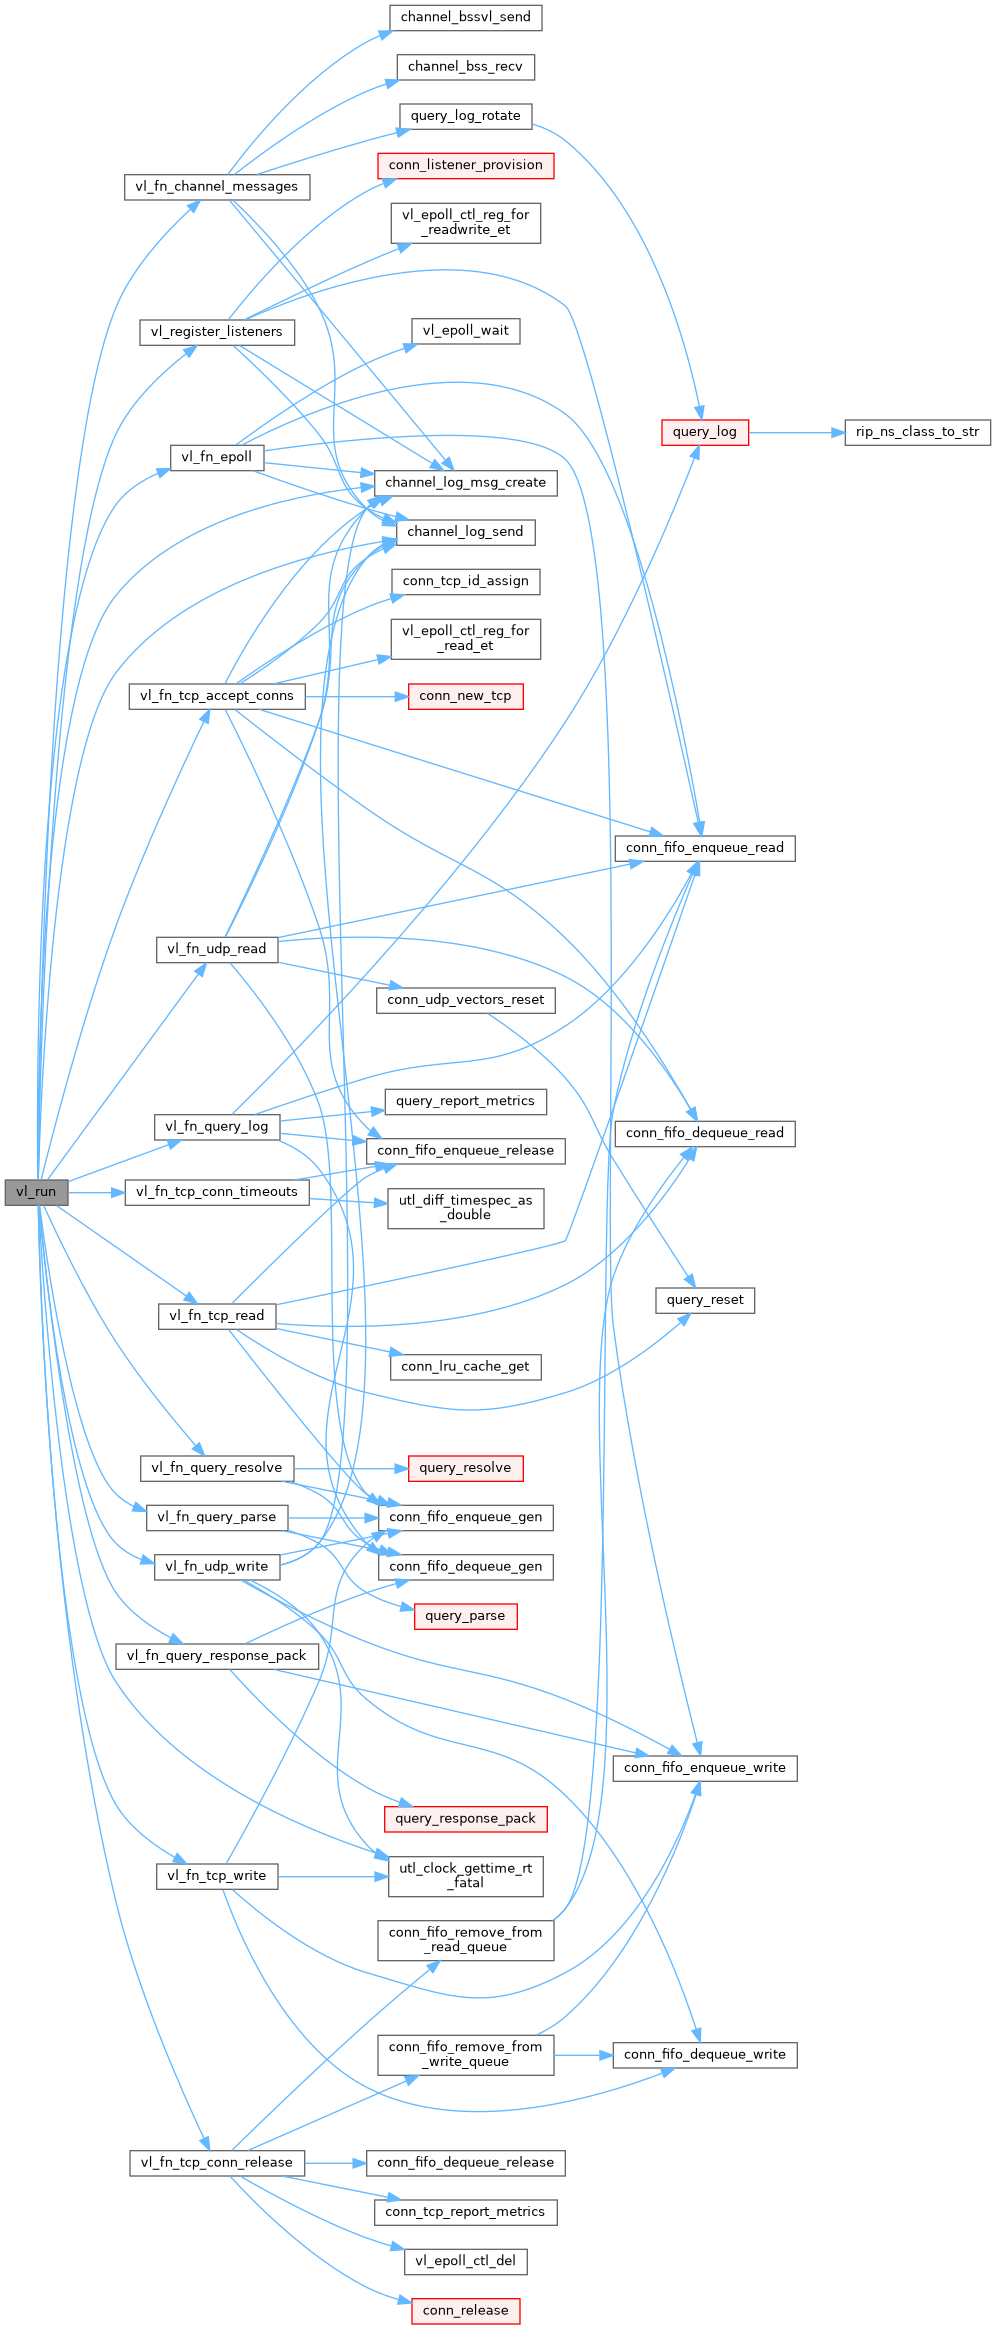 channel_bssvl_send
channel_bss_recv
query_log_rotate
conn_listener_provision
vl_fn_channel_messages
vl_epoll_ctl_reg_for
_readwrite_et
vl_register_listeners
vl_epoll_wait
query_log
rip_ns_class_to_str
vl_fn_epoll
channel_log_msg_create
channel_log_send
conn_tcp_id_assign
vl_epoll_ctl_reg_for
_read_et
vl_fn_tcp_accept_conns
conn_new_tcp
conn_fifo_enqueue_read
vl_fn_udp_read
conn_udp_vectors_reset
query_report_metrics
vl_fn_query_log
conn_fifo_dequeue_read
conn_fifo_enqueue_release
vl_run
vl_fn_tcp_conn_timeouts
utl_diff_timespec_as
_double
query_reset
vl_fn_tcp_read
conn_lru_cache_get
vl_fn_query_resolve
query_resolve
vl_fn_query_parse
conn_fifo_enqueue_gen
vl_fn_udp_write
conn_fifo_dequeue_gen
query_parse
vl_fn_query_response_pack
conn_fifo_enqueue_write
query_response_pack
vl_fn_tcp_write
utl_clock_gettime_rt
_fatal
conn_fifo_remove_from
_read_queue
conn_fifo_remove_from
_write_queue
conn_fifo_dequeue_write
vl_fn_tcp_conn_release
conn_fifo_dequeue_release
conn_tcp_report_metrics
vl_epoll_ctl_del
conn_release